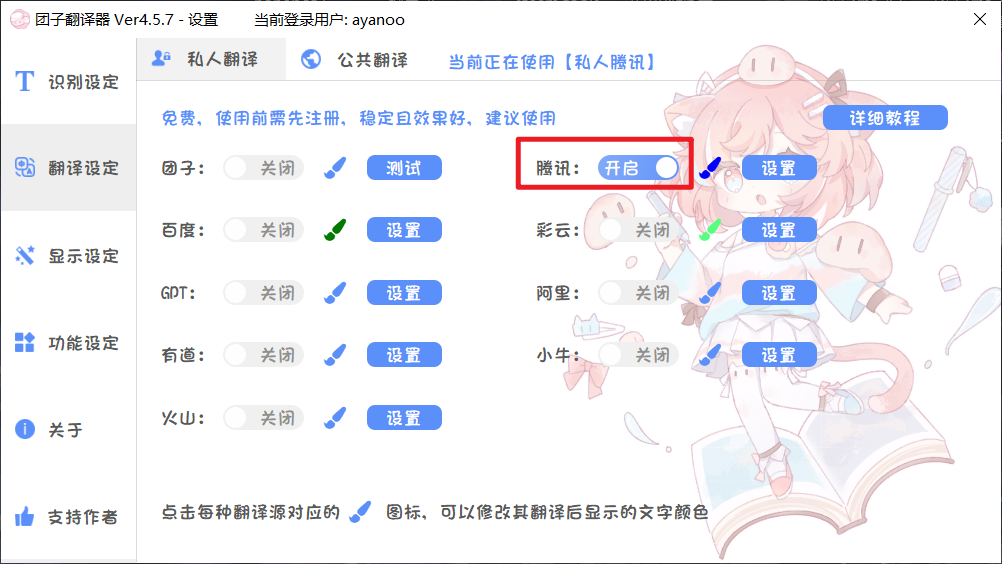 团子翻译器 Ver4.5.7 - 设置 当前登录用户: ayanoo
识别设定
翻译设定
显示设定
功能设定
关于
支持作者
私人翻译 公共翻译 当前正在使用【私人腾讯】
免费，使用前需先注册，稳定且效果好，建议使用 详细教程
团子： 关闭 测试 腾讯： 开启 设置
百度： 关闭 设置 彩云： 关闭 设置
GPT： 关闭 设置 阿里： 关闭 设置
有道： 关闭 设置 小牛： 关闭 设置
火山： 关闭 设置
点击每种翻译源对应的 图标，可以修改其翻译后显示的文字颜色